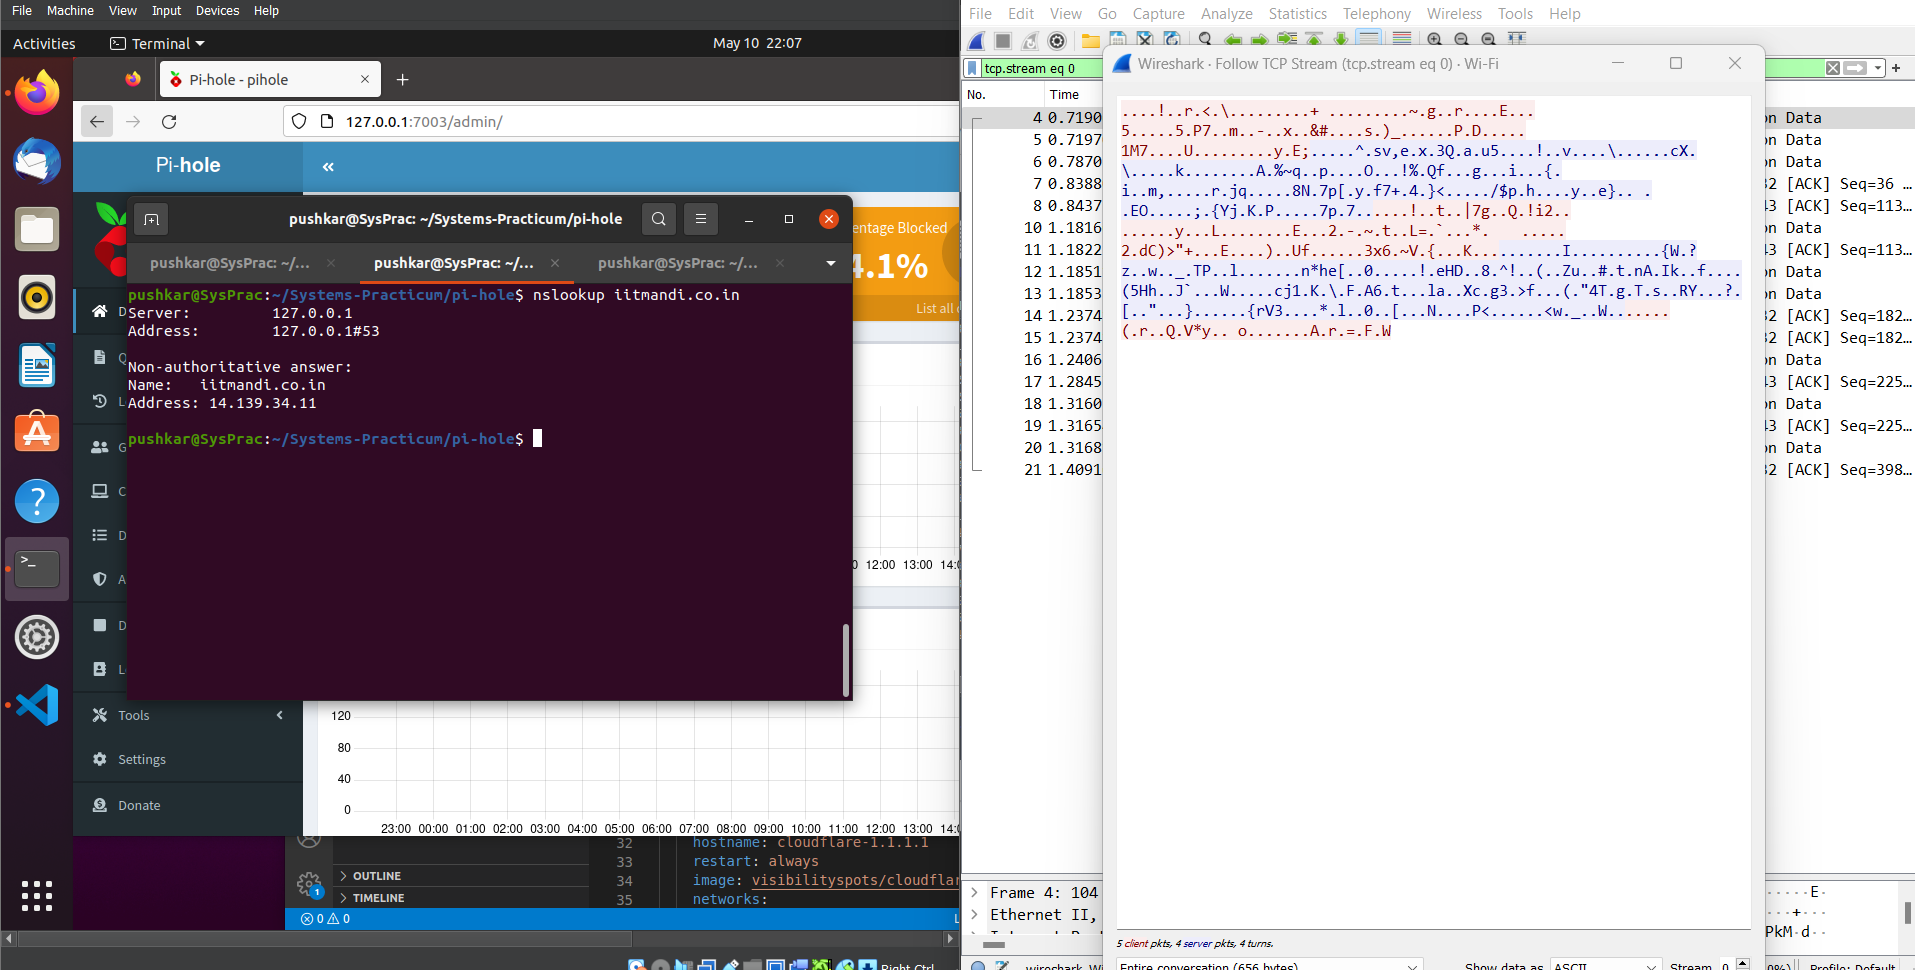 File Machine View Input Devices Help
Activities Terminal May 10 22:07
Pi-hole - pihole
127.0.0.1:7003/admin/
Pi-hole
entage Blocked
4.1%
List all
pushkar@SysPrac: ~/Systems-Practicum/pi-hole
pushkar@SysPrac: ~/... pushkar@SysPrac: ~/... pushkar@SysPrac: ~/...
pushkar@SysPrac:~/Systems-Practicum/pi-hole$ nslookup iitmandi.co.in
Server: 127.0.0.1
Address: 127.0.0.1#53
Non-authoritative answer:
Name: iitmandi.co.in
Address: 14.139.34.11
pushkar@SysPrac:~/Systems-Practicum/pi-hole$
12:00 13:00 14:0
Tools
Settings
Donate
120
80
40
0
23:00 00:00 01:00 02:00 03:00 04:00 05:00 06:00 07:00 08:00 09:00 10:00 11:00 12:00 13:00 14:0
OUTLINE
TIMELINE
32 hostname: cloudflare-1.1.1.1
33 restart: always
34 image: visibilityspots/cloudflar
35 networks:
0 0
Right Ctrl
File Edit View Go Capture Analyze Statistics Telephony Wireless Tools Help
tcp.stream eq 0
No. Time
4 0.7190 on Data
5 0.7197 on Data
6 0.7870 on Data
7 0.8388 32 [ACK] Seq=36 ...
8 0.8437 43 [ACK] Seq=113...
10 1.1816 on Data
11 1.1822 43 [ACK] Seq=113...
12 1.1851 on Data
13 1.1853 on Data
14 1.2374 32 [ACK] Seq=182...
15 1.2374 32 [ACK] Seq=182...
16 1.2406 on Data
17 1.2845 43 [ACK] Seq=225...
18 1.3160 on Data
19 1.3165 43 [ACK] Seq=225...
20 1.3168 on Data
21 1.4091 32 [ACK] Seq=398...
Wireshark · Follow TCP Stream (tcp.stream eq 0) · Wi-Fi
....!..r.<.\.........+ .........~.g..r....E...
5.....5.P7..m..-..x..&#....s.)_......P.D.....
1M7....U.........y.E;.....^.sv,e.x.3Q.a.u5....!..v....\......cX.
\.....k........A.%~q..p....O...!%.Qf...g...i...{.
i..m,.....r.jq.....8N.7p[.y.f7+.4.}<...../$p.h....y..e}.. .
.EO.....;.{Yj.K.P.....7p.7......!..t..|7g..Q.!i2..
......y...L.......E...2.-.~.t..L=.`...*. .....
2.dC)>"+...E....)..Uf......3x6.~V.{...K..........I..........{W.?
z..w.._.TP..l.......n*he[..0.....!.eHD..8.^!..(..Zu..#.t.nA.Ik..f....
(5Hh..J`...W.....cj1.K.\.F.A6.t...la..Xc.g3.>f...(."4T.g.T.s..RY...?.
[.."...}......{rV3....*.l..0..[...N....P<......<w._..W.......
(.r..Q.V*y.. o.......A.r.=.F.W
5 client pkts, 4 server pkts, 4 turns.
Entire conversation (656 bytes) Show data as ASCII Stream 0
Frame 4: 104
Ethernet II,
·····E·
···+···
PkM·d··
Profile: Default